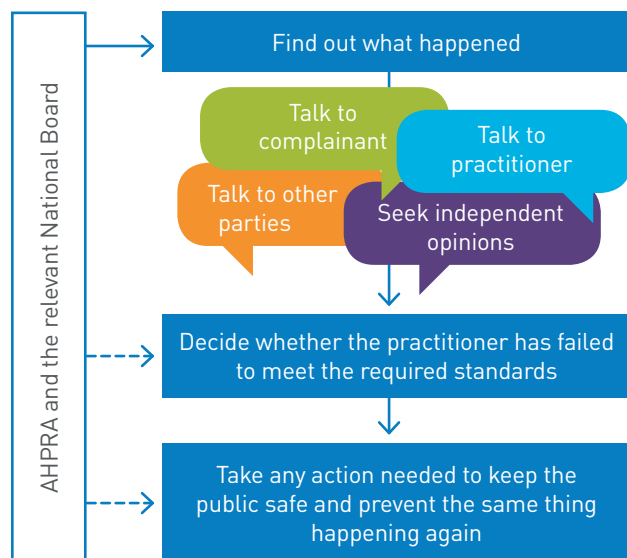 AHPRA and the relevant National Board
Find out what happened
Talk to
complainant
Talk to
practitioner
Talk to other
parties
Seek independent
opinions
Decide whether the practitioner has failed
to meet the required standards
Take any action needed to keep the
public safe and prevent the same thing
happening again